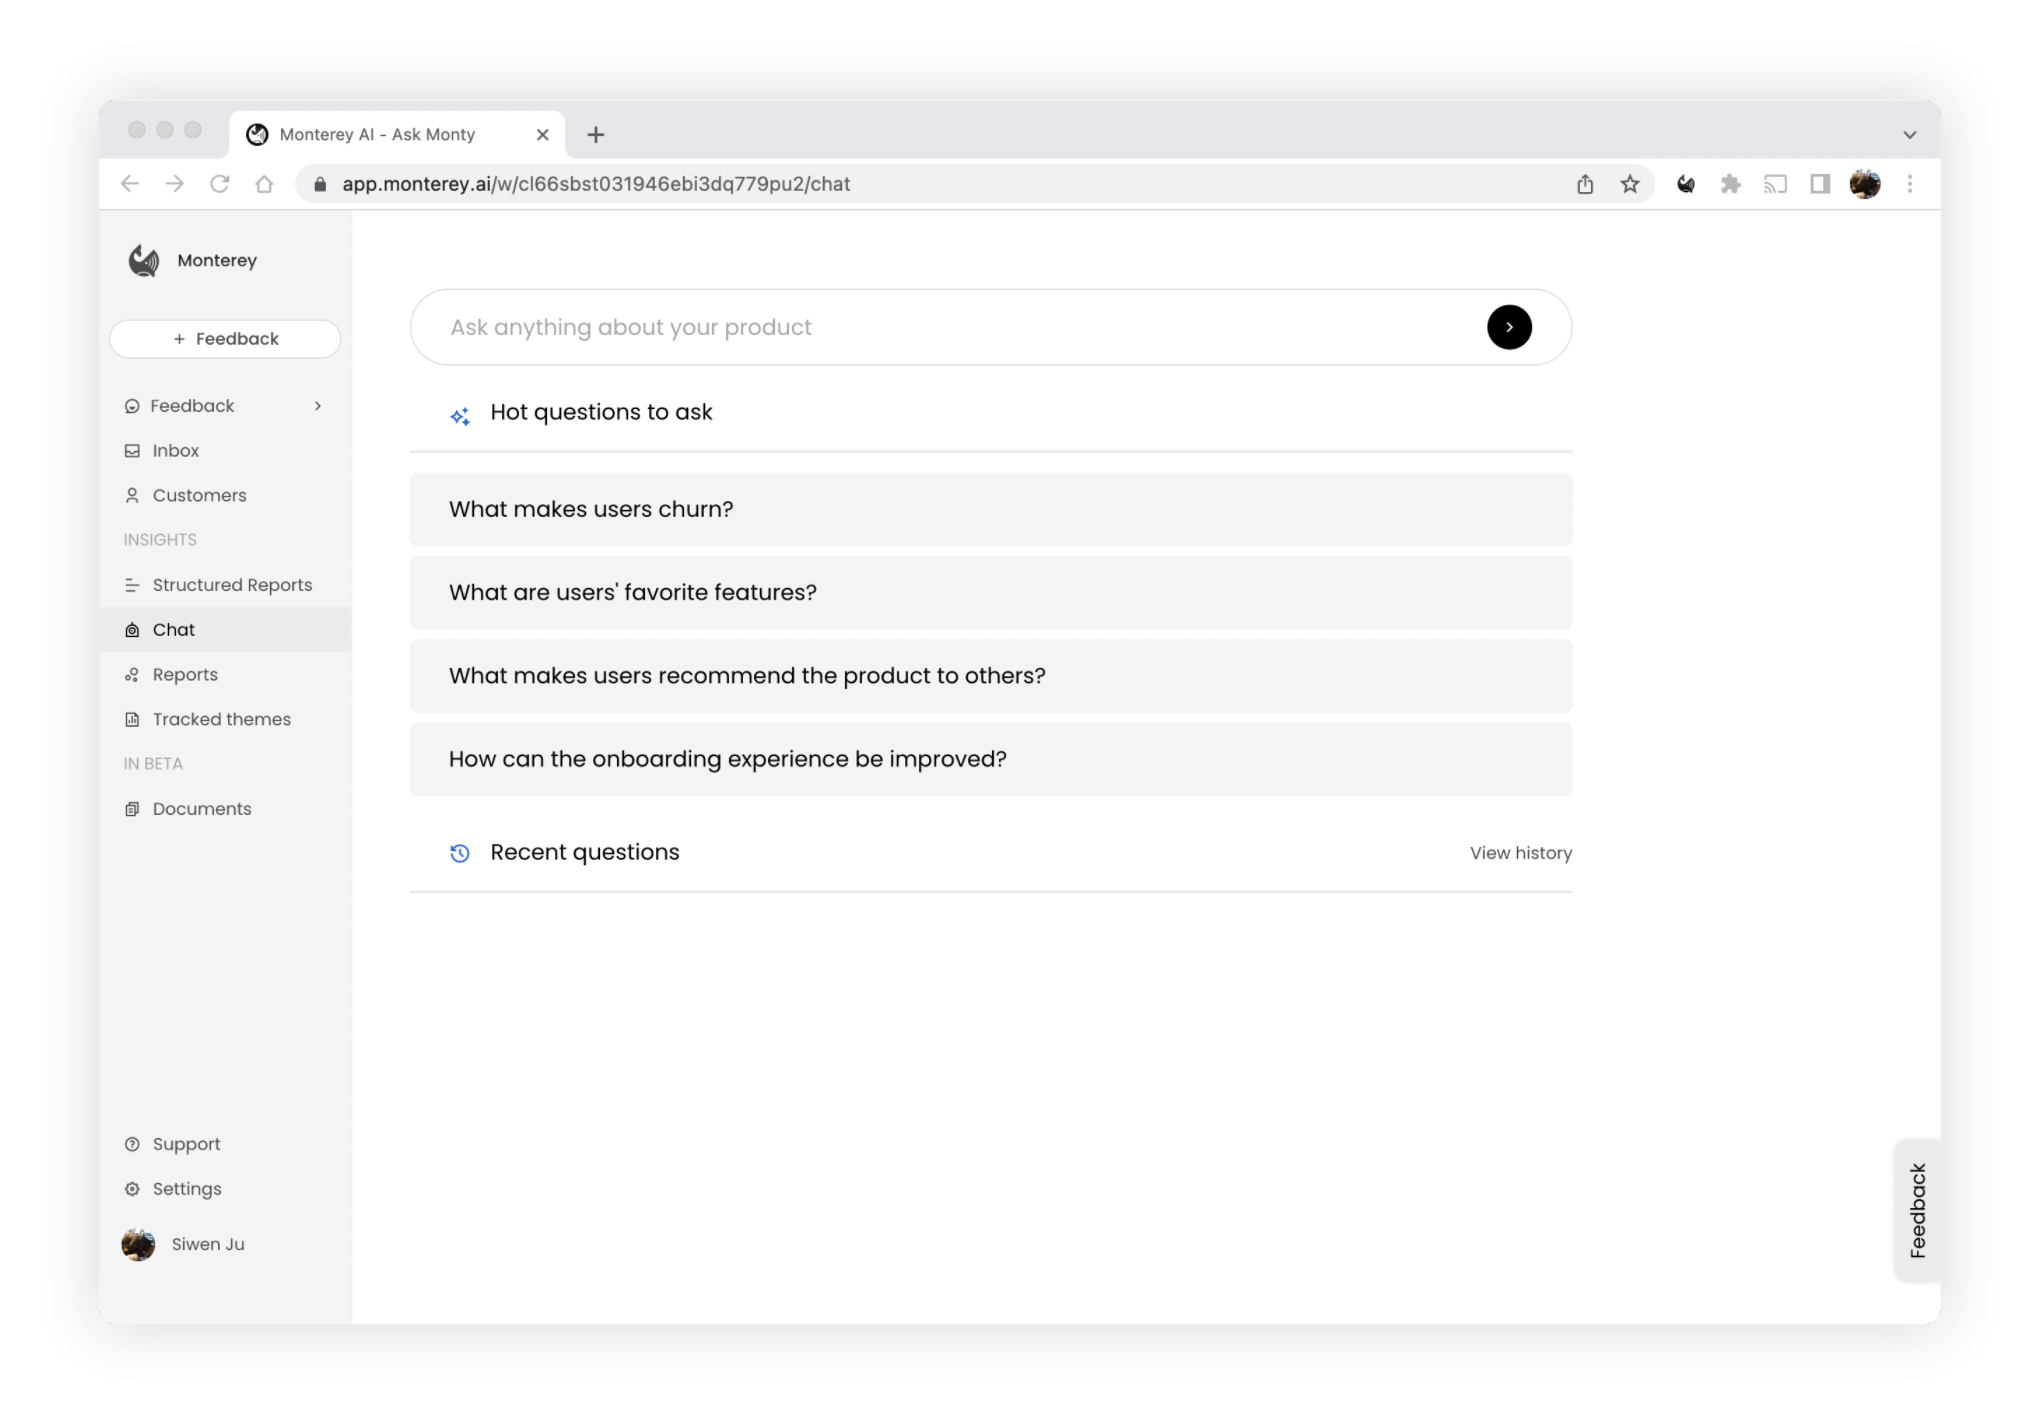 Monterey AI - Ask Monty
app.monterey.ai/w/cl66sbst031946ebi3dq779pu2/chat
Monterey
+ Feedback
Feedback
Inbox
Customers
INSIGHTS
Structured Reports
Chat
Reports
Tracked themes
IN BETA
Documents
Support
Settings
Siwen Ju
Ask anything about your product
Hot questions to ask
What makes users churn?
What are users' favorite features?
What makes users recommend the product to others?
How can the onboarding experience be improved?
Recent questions
View history
Feedback